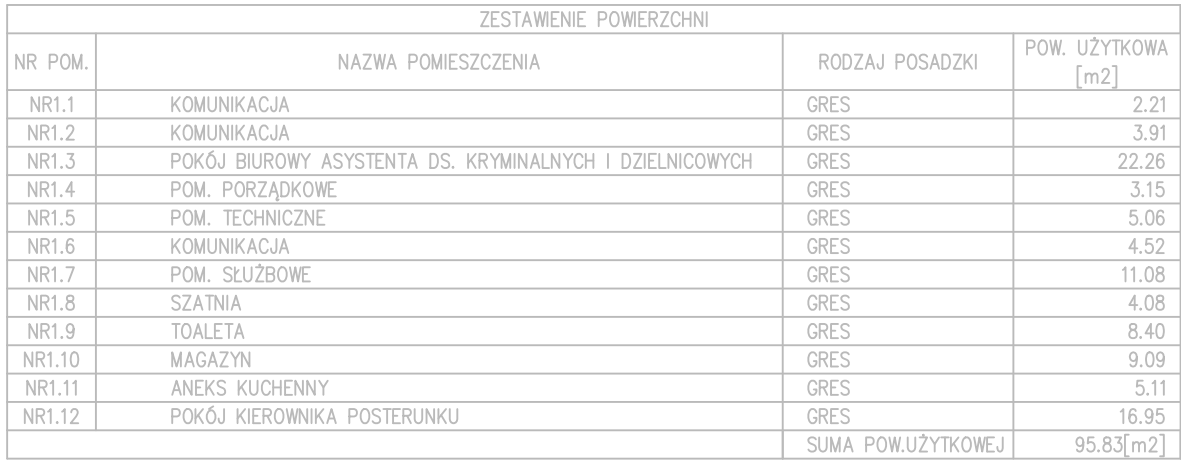 ZESTAWIENIE POWIERZCHNI
NR POM. NAZWA POMIESZCZENIA RODZAJ POSADZKI POW. UŻYTKOWA [m2]
NR1.1 KOMUNIKACJA GRES 2.21
NR1.2 KOMUNIKACJA GRES 3.91
NR1.3 POKÓJ BIUROWY ASYSTENTA DS. KRYMINALNYCH I DZIELNICOWYCH GRES 22.26
NR1.4 POM. PORZĄDKOWE GRES 3.15
NR1.5 POM. TECHNICZNE GRES 5.06
NR1.6 KOMUNIKACJA GRES 4.52
NR1.7 POM. SŁUŻBOWE GRES 11.08
NR1.8 SZATNIA GRES 4.08
NR1.9 TOALETA GRES 8.40
NR1.10 MAGAZYN GRES 9.09
NR1.11 ANEKS KUCHENNY GRES 5.11
NR1.12 POKÓJ KIEROWNIKA POSTERUNKU GRES 16.95
SUMA POW.UŻYTKOWEJ 95.83[m2]